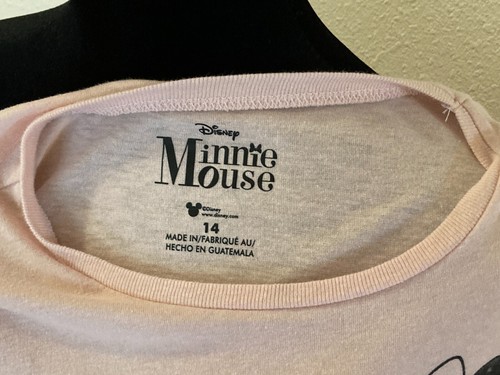 Disney
Minnie
Mouse
©Disney
www.disney.com
14
MADE IN/FABRIQUÉ AU/
HECHO EN GUATEMALA